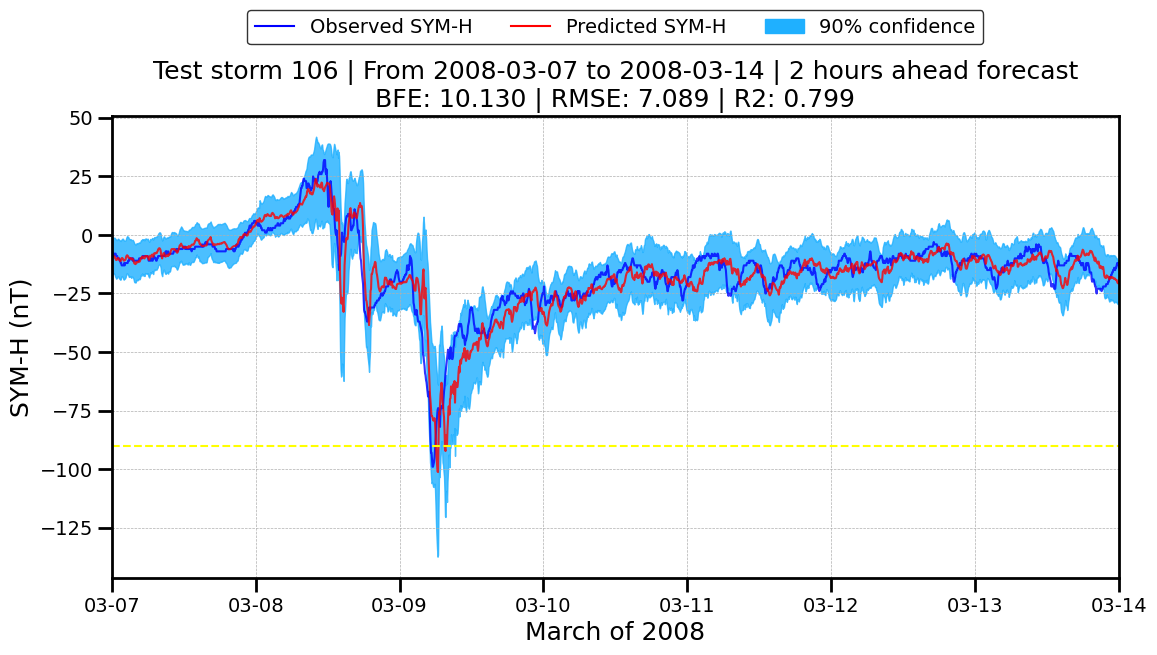 Observed SYM-H Predicted SYM-H 90% confidence
Test storm 106 | From 2008-03-07 to 2008-03-14 | 2 hours ahead forecast
BFE: 10.130 | RMSE: 7.089 | R2: 0.799
SYM-H (nT)
50
25
0
−25
−50
−75
−100
−125
03-07 03-08 03-09 03-10 03-11 03-12 03-13 03-14
March of 2008